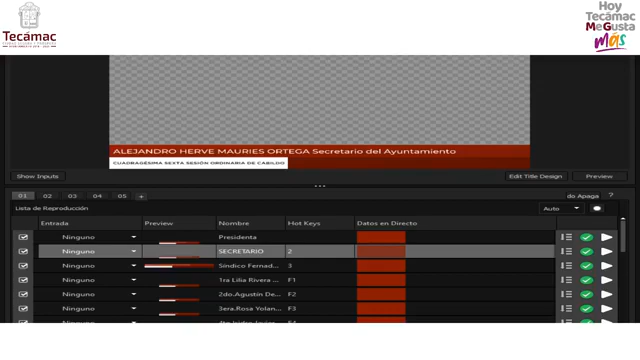 Tecámac
Hoy
Tecámac
MeGusta
más
ALEJANDRO HERVE MAURIES ORTEGA Secretario del Ayuntamiento
CUADRAGÉSIMA SEXTA SESIÓN ORDINARIA DE CABILDO
Show Inputs
Edit Title Design
Preview
01 02 03 04 05 +
do Apaga ?
Lista de Reproducción
Auto
Entrada Preview Nombre Hot Keys Datos en Directo
Ninguno Presidenta
Ninguno SECRETARIO 2
Ninguno Síndico Fernad... 3
Ninguno 1ra Lilia Rivera ... F1
Ninguno 2do.Agustín De... F2
Ninguno 3era.Rosa Yolan... F3